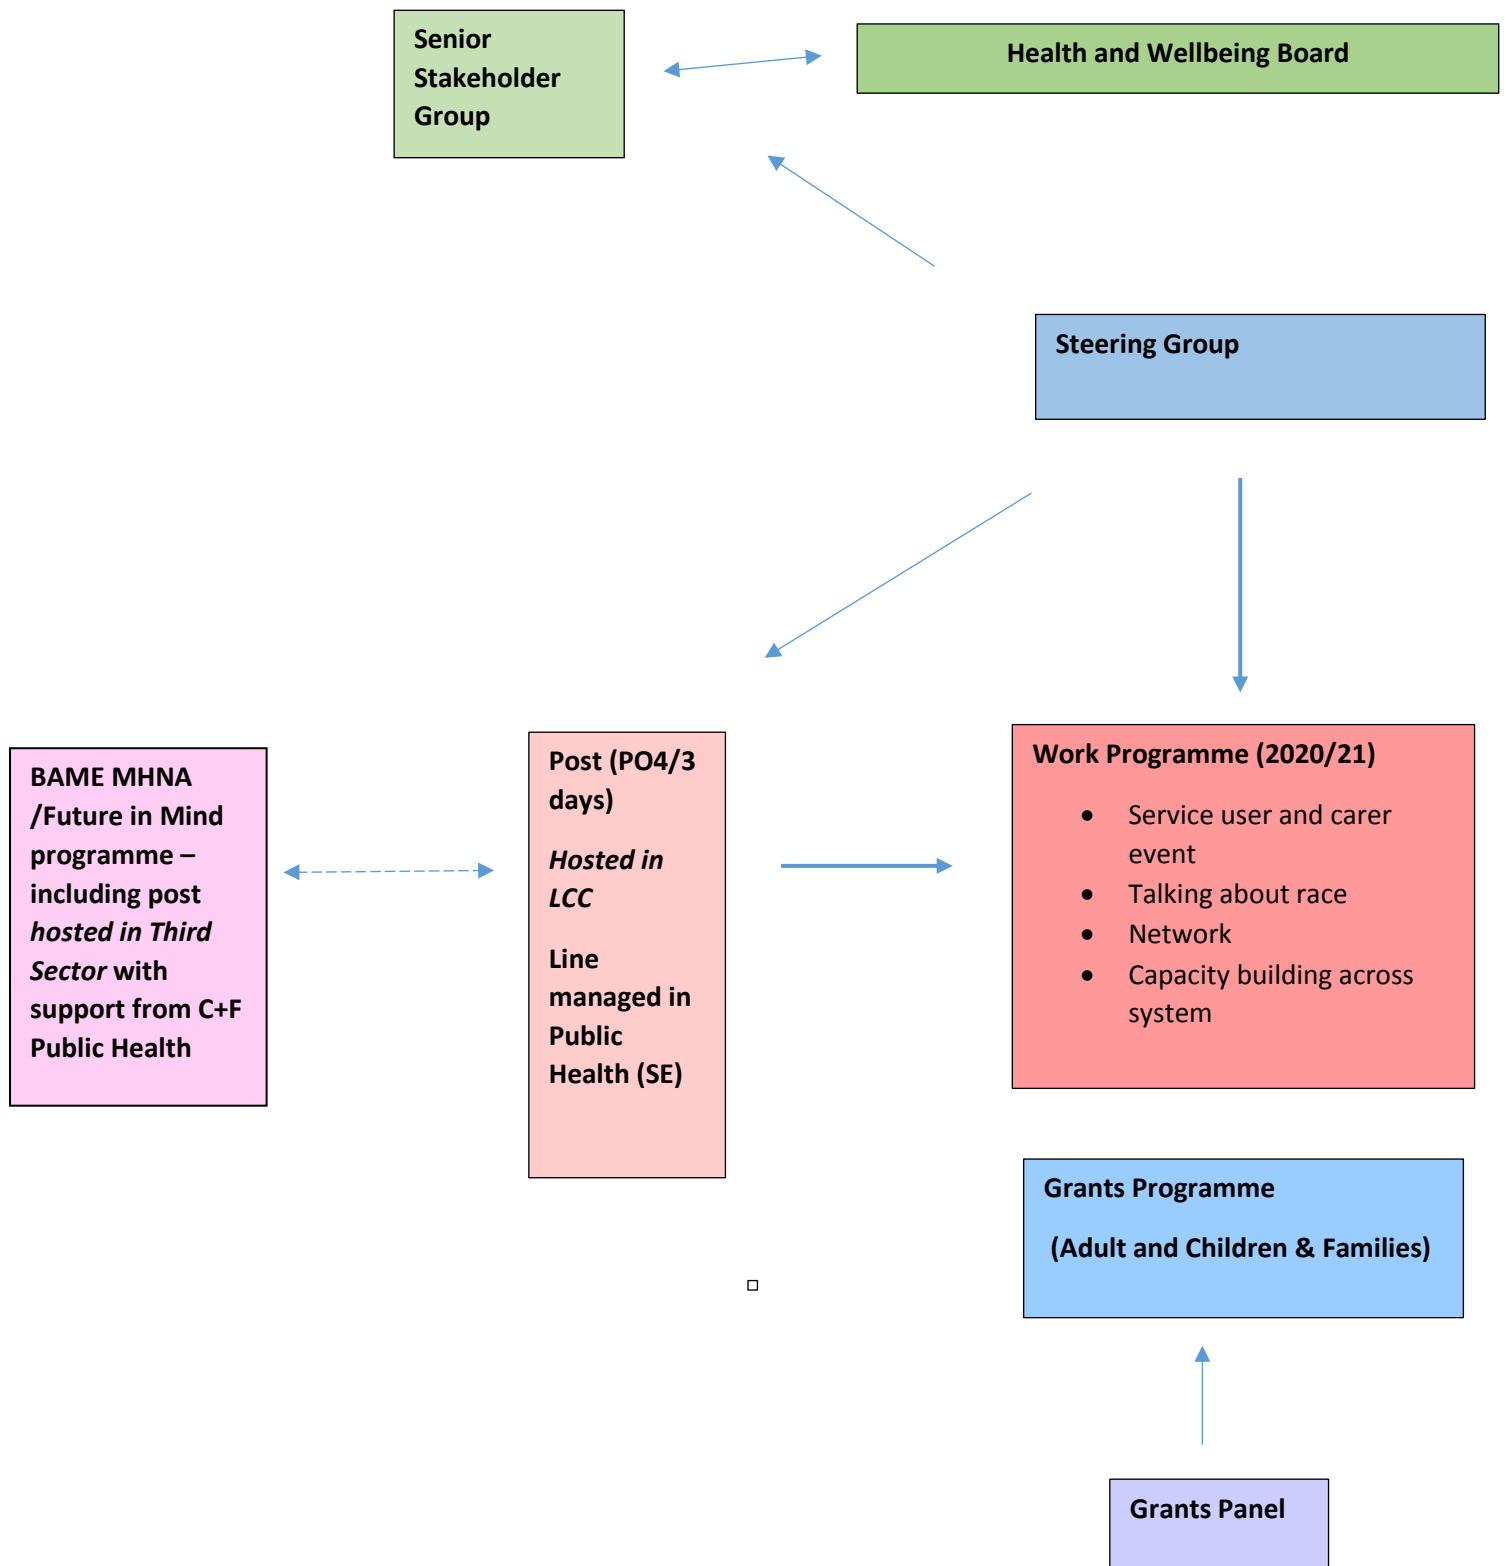 Senior
Stakeholder
Group
Health and Wellbeing Board
Steering Group
BAME MHNA
/Future in Mind
programme –
including post
hosted in Third
Sector with
support from C+F
Public Health
Post (PO4/3
days)
Hosted in
LCC
Line
managed in
Public
Health (SE)
Work Programme (2020/21)
• Service user and carer
event
• Talking about race
• Network
• Capacity building across
system
Grants Programme
(Adult and Children & Families)
Grants Panel